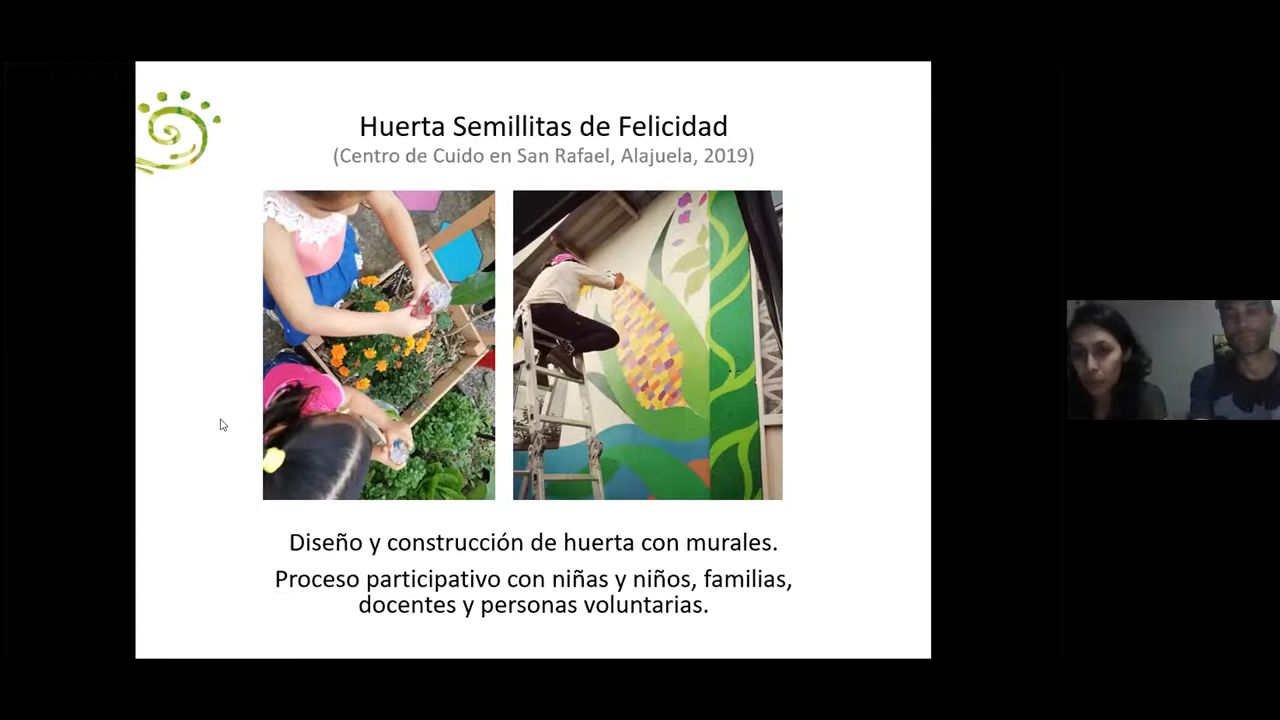 Huerta Semillitas de Felicidad
(Centro de Cuido en San Rafael, Alajuela, 2019)
Diseño y construcción de huerta con murales.
Proceso participativo con niñas y niños, familias,
docentes y personas voluntarias.